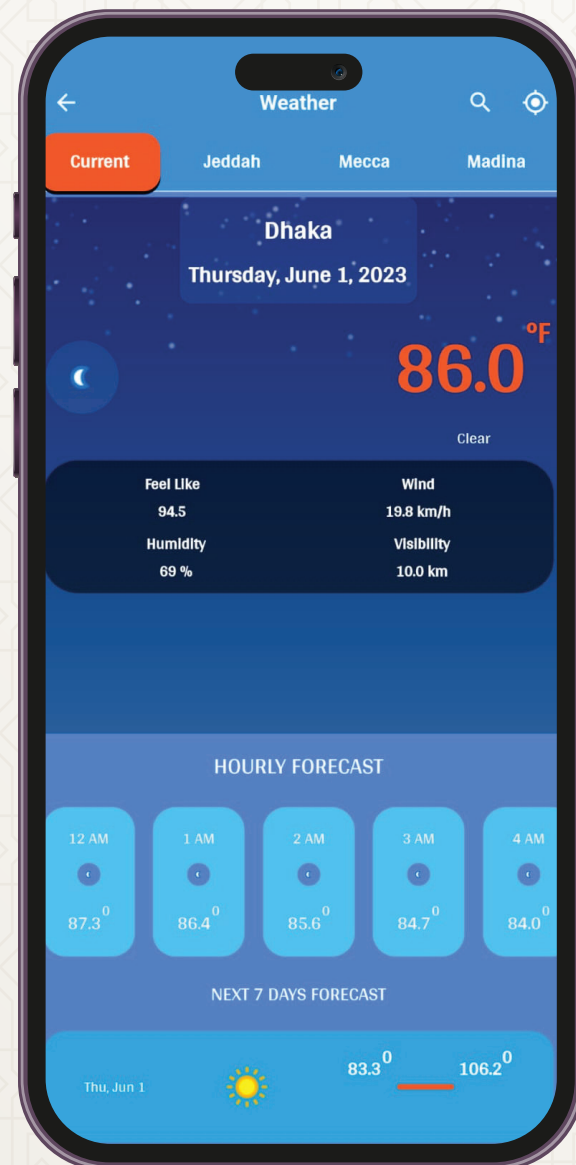 Weather
Current Jeddah Mecca Madina
Dhaka
Thursday, June 1, 2023
86.0 ºF
Clear
Feel Like Wind
94.5 19.8 km/h
Humidity Visibility
69 % 10.0 km
HOURLY FORECAST
12 AM 1 AM 2 AM 3 AM 4 AM
87.3⁰ 86.4⁰ 85.6⁰ 84.7⁰ 84.0⁰
NEXT 7 DAYS FORECAST
Thu, Jun 1 83.3⁰ 106.2⁰